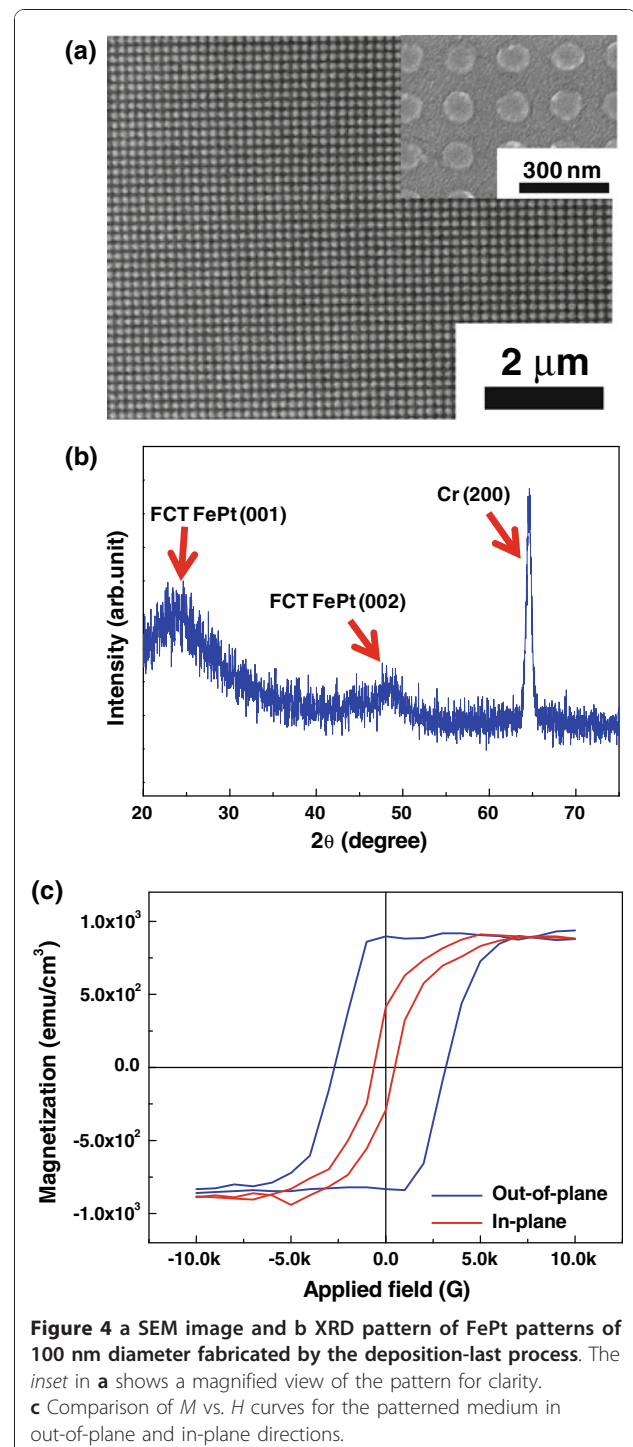 (a)
300 nm
2 μm
(b)
FCT FePt (001)
FCT FePt (002)
Cr (200)
Intensity (arb.unit)
20 30 40 50 60 70
2θ (degree)
(c)
1.0x10³
5.0x10²
0.0
-5.0x10²
-1.0x10³
Magnetization (emu/cm³)
Out-of-plane
In-plane
-10.0k -5.0k 0.0 5.0k 10.0k
Applied field (G)
Figure 4 a SEM image and b XRD pattern of FePt patterns of
100 nm diameter fabricated by the deposition-last process. The
inset in a shows a magnified view of the pattern for clarity.
c Comparison of M vs. H curves for the patterned medium in
out-of-plane and in-plane directions.